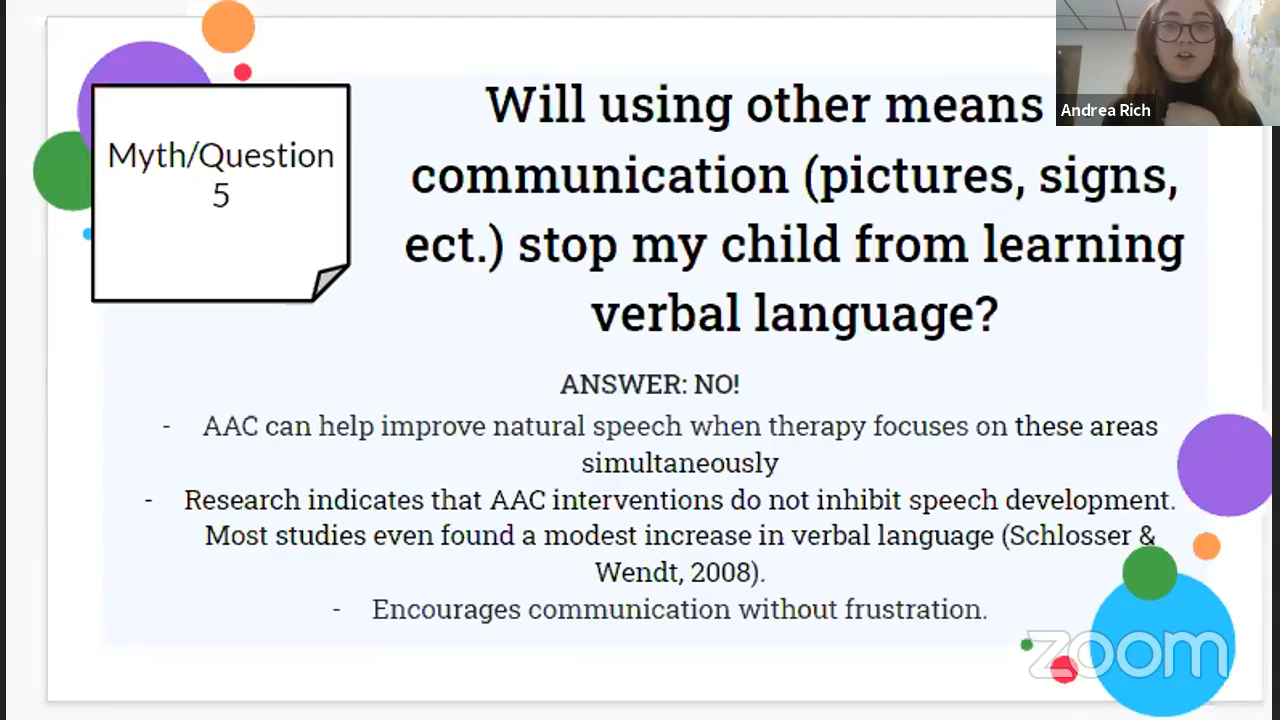 Myth/Question
5
Will using other means
communication (pictures, signs,
ect.) stop my child from learning
verbal language?
ANSWER: NO!
- AAC can help improve natural speech when therapy focuses on these areas
simultaneously
- Research indicates that AAC interventions do not inhibit speech development.
Most studies even found a modest increase in verbal language (Schlosser &
Wendt, 2008).
- Encourages communication without frustration.
Andrea Rich
zoom